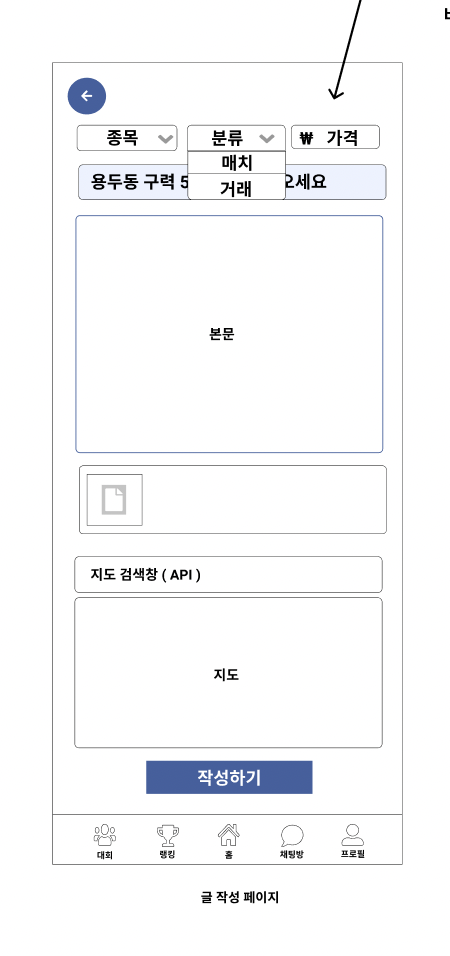 종목
분류
₩ 가격
매치
거래
용두동 구력 5
오세요
본문
지도 검색창 ( API )
지도
작성하기
대회
랭킹
홈
채팅방
프로필
글 작성 페이지